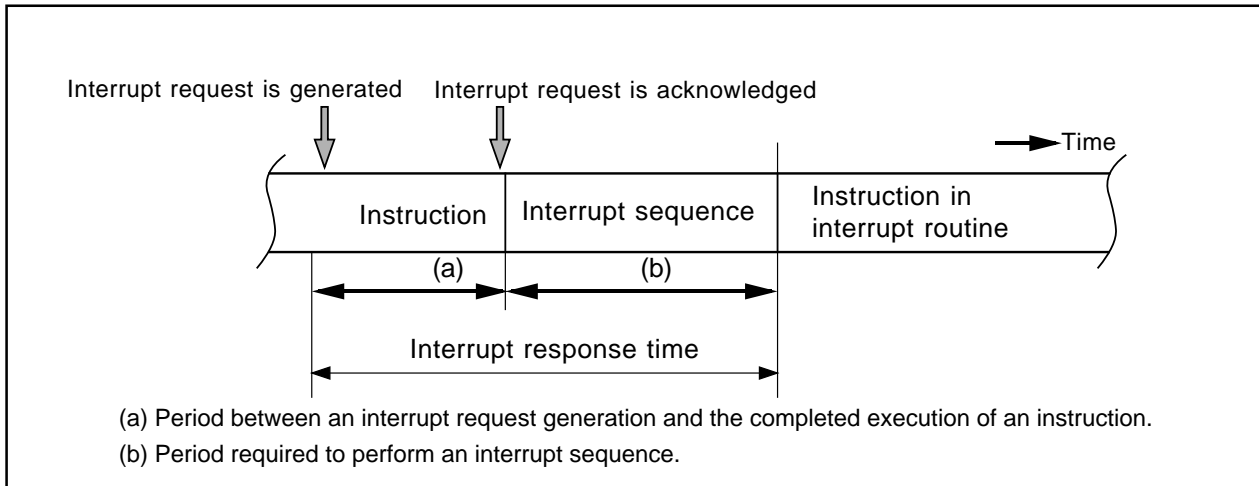 Interrupt request is generated
Interrupt request is acknowledged
Time
Instruction
Interrupt sequence
Instruction in
interrupt routine
(a)
(b)
Interrupt response time
(a) Period between an interrupt request generation and the completed execution of an instruction.
(b) Period required to perform an interrupt sequence.